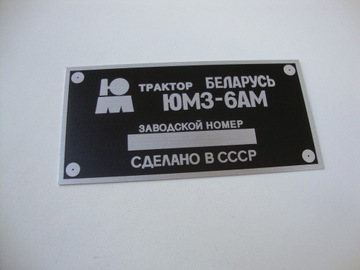 ЮМ
ТРАКТОР БЕЛАРУСЬ
ЮМЗ-6АМ
ЗАВОДСКОЙ НОМЕР
СДЕЛАНО В СССР